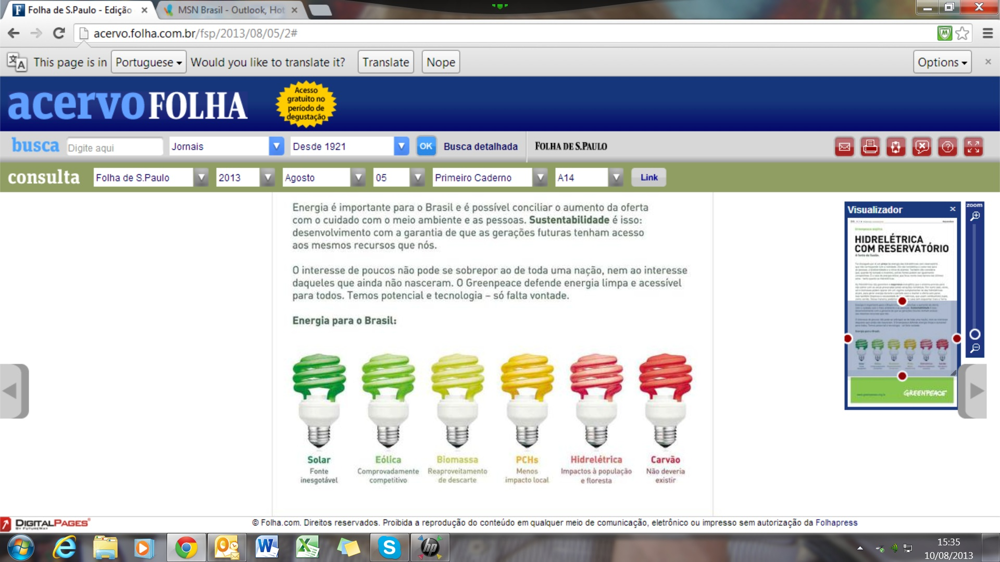 Folha de S.Paulo - Edição
MSN Brasil - Outlook, Hot
acervo.folha.com.br/fsp/2013/08/05/2#
This page is in Portuguese Would you like to translate it? Translate Nope Options
acervo FOLHA
Acesso
gratuito no
período de
degustação
busca Digite aqui Jornais Desde 1921 OK Busca detalhada FOLHA DE S.PAULO
consulta Folha de S.Paulo 2013 Agosto 05 Primeiro Caderno A14 Link
Energia é importante para o Brasil e é possível conciliar o aumento da oferta
com o cuidado com o meio ambiente e as pessoas. Sustentabilidade é isso:
desenvolvimento com a garantia de que as gerações futuras tenham acesso
aos mesmos recursos que nós.
O interesse de poucos não pode se sobrepor ao de toda uma nação, nem ao interesse
daqueles que ainda não nasceram. O Greenpeace defende energia limpa e acessível
para todos. Temos potencial e tecnologia – só falta vontade.
Energia para o Brasil:
Solar
Fonte
inesgotável
Eólica
Comprovadamente
competitivo
Biomassa
Reaproveitamento
de descarte
PCHs
Menos
impacto local
Hidrelétrica
Impactos à população
e floresta
Carvão
Não deveria
existir
Visualizador
zoom
HIDRELÉTRICA
COM RESERVATÓRIO
A fonte da ilusão.
Energia para o Brasil:
GREENPEACE
DIGITALPAGES
BY FUTUREWAY
© Folha.com. Direitos reservados. Proibida a reprodução do conteúdo em qualquer meio de comunicação, eletrônico ou impresso sem autorização da Folhapress
15:35
10/08/2013